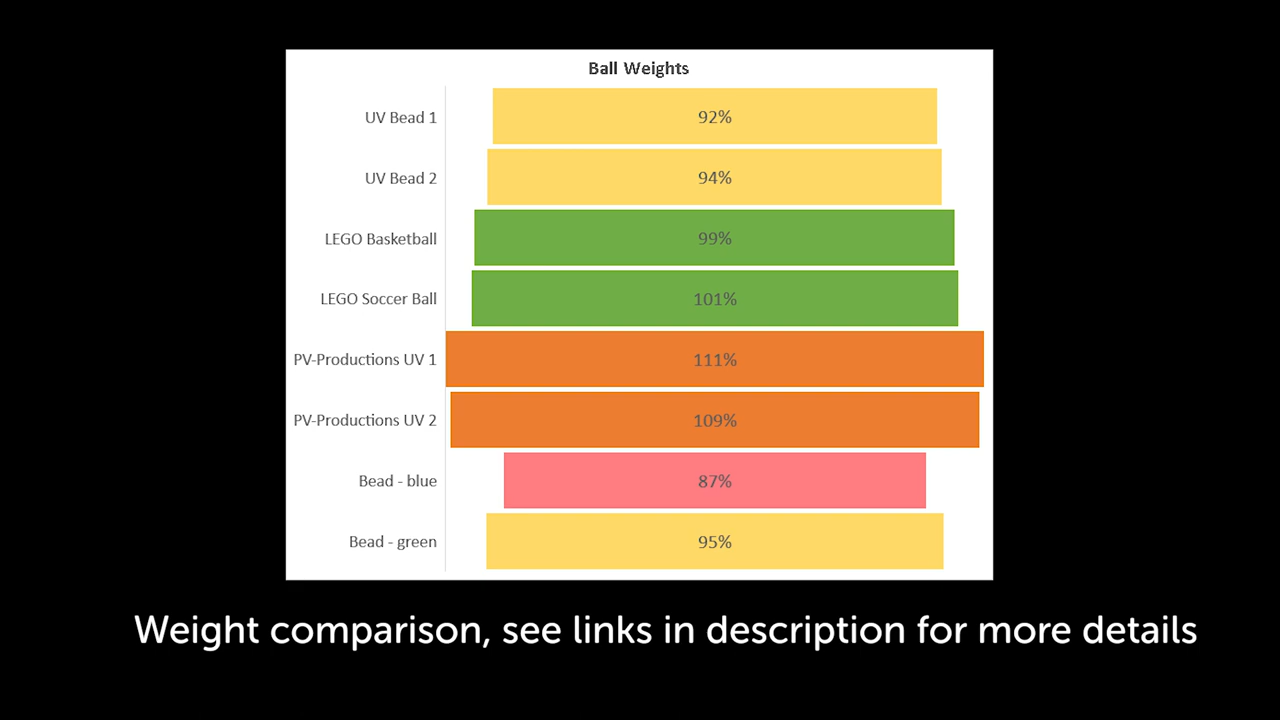 Ball Weights
UV Bead 1 92%
UV Bead 2 94%
LEGO Basketball 99%
LEGO Soccer Ball 101%
PV-Productions UV 1 111%
PV-Productions UV 2 109%
Bead - blue 87%
Bead - green 95%
Weight comparison, see links in description for more details